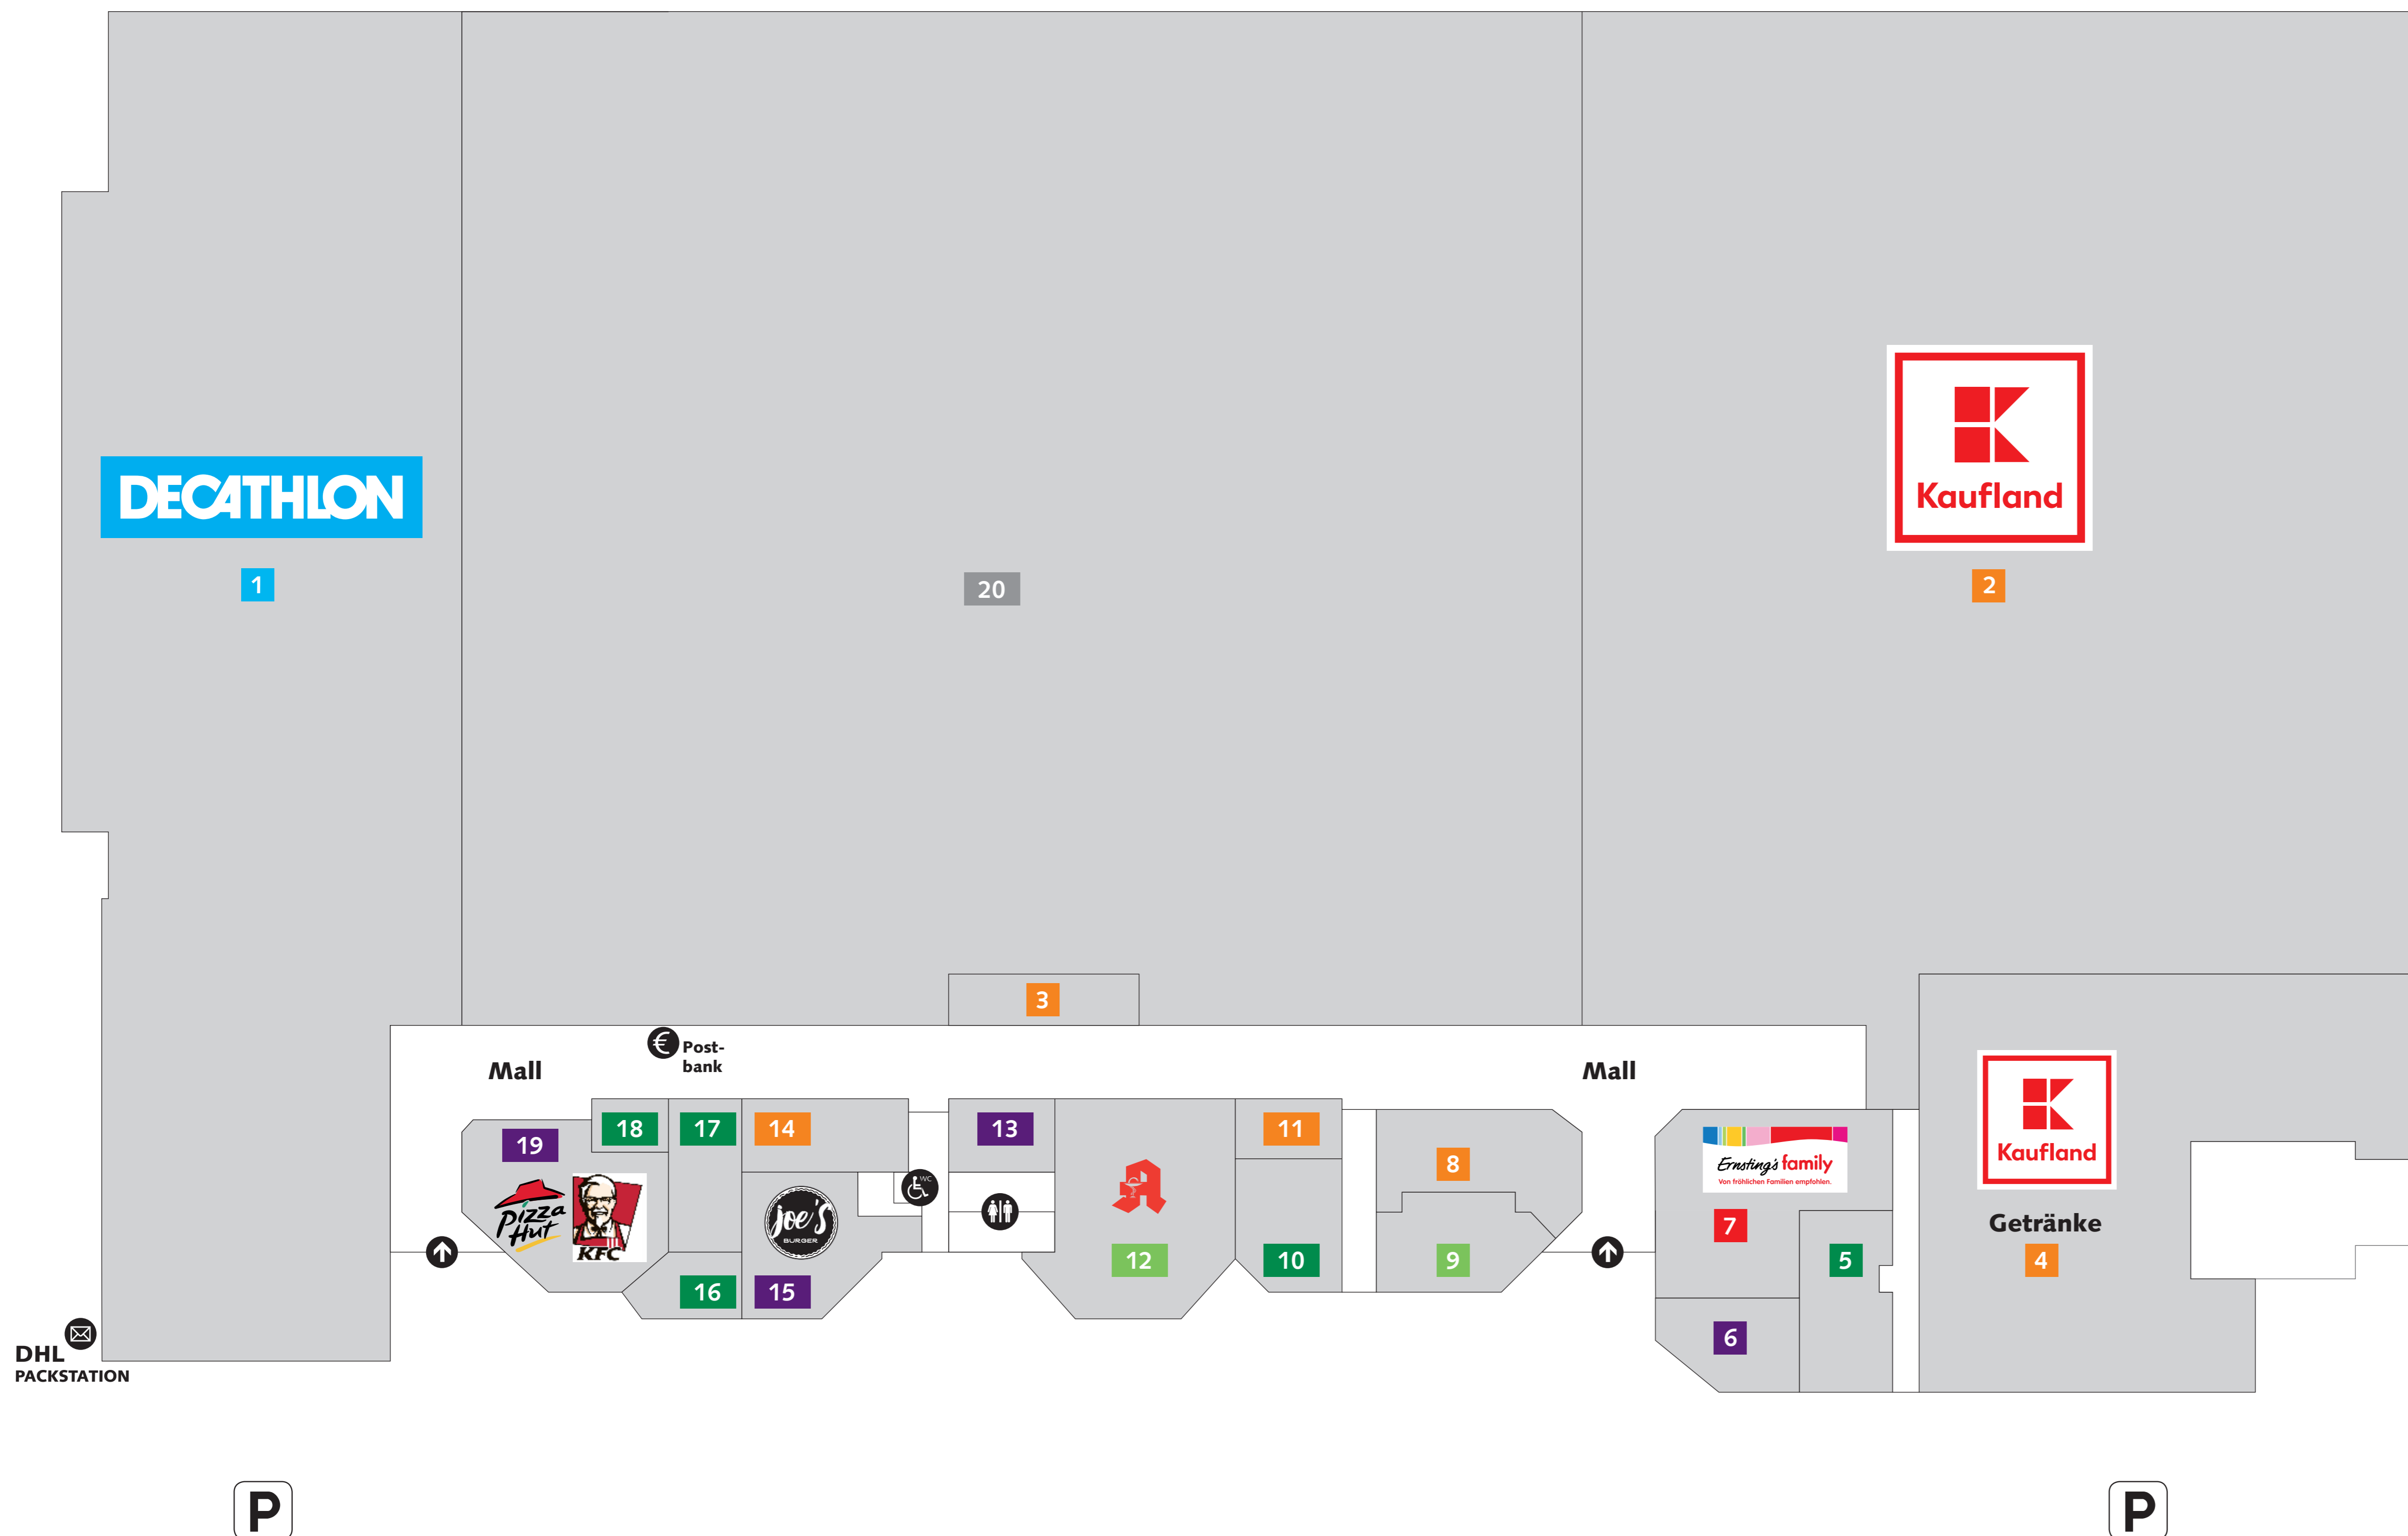 DECATHLON
1
20
Kaufland
2
3
€ Post-
bank
Mall
Mall
18
17
14
13
11
19
Pizza
Hut
KFC
joe's
BURGER
WC
8
Ernsting's family
Von fröhlichen Familien empfohlen.
Kaufland
Getränke
4
7
5
12
10
9
16
15
6
DHL
PACKSTATION
P
P